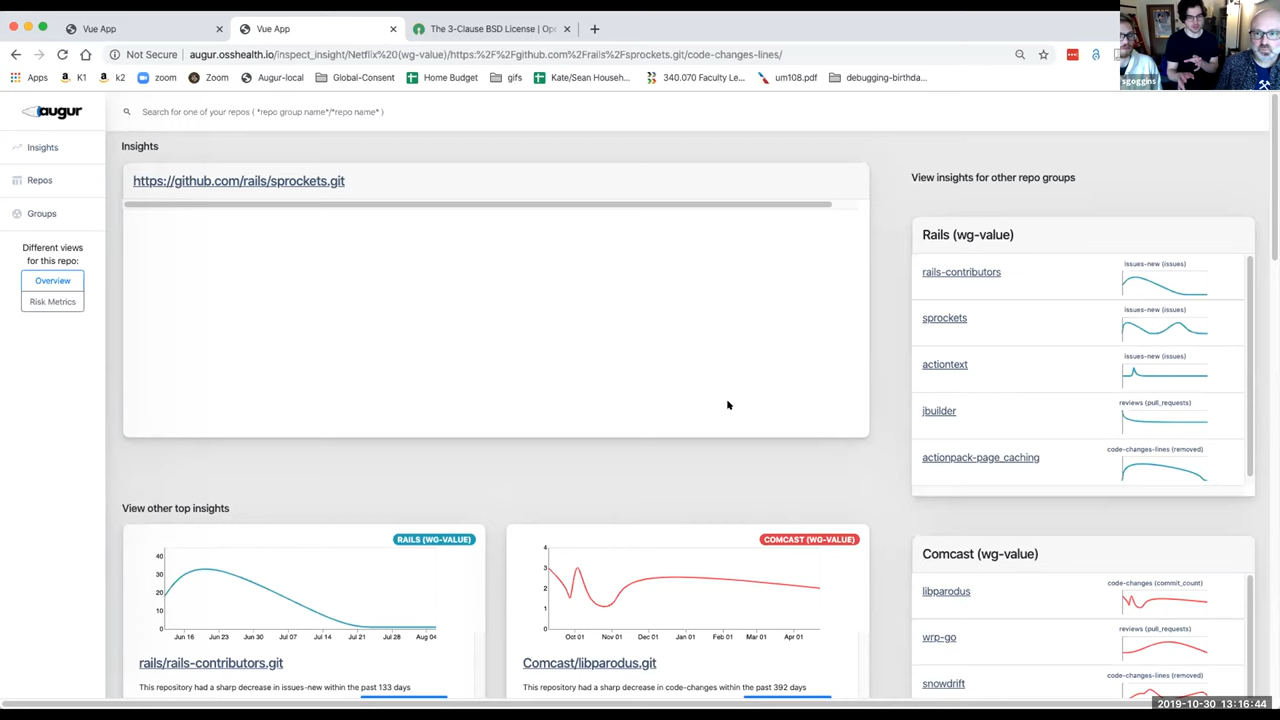 Vue App
Vue App
The 3-Clause BSD License | Ope
Not Secure | augur.osshealth.io/inspect_insight/Netflix%20(wg-value)/https:%2F%2Fgithub.com%2Frails%2Fsprockets.git/code-changes-lines/
Apps
K1
k2
zoom
Zoom
Augur-local
Global-Consent
Home Budget
gifs
Kate/Sean Househ...
340.070 Faculty Le...
um108.pdf
debugging-birthda...
sgoggns
augur
Search for one of your repos ( *repo group name*/*repo name* )
Insights
Repos
Groups
Different views
for this repo:
Overview
Risk Metrics
Insights
https://github.com/rails/sprockets.git
View insights for other repo groups
Rails (wg-value)
rails-contributors
issues-new (issues)
sprockets
issues-new (issues)
actiontext
issues-new (issues)
jbuilder
reviews (pull_requests)
actionpack-page_caching
code-changes-lines (removed)
Comcast (wg-value)
libparodus
code-changes (commit_count)
wrp-go
reviews (pull_requests)
snowdrift
code-changes-lines (removed)
View other top insights
RAILS (WG-VALUE)
40
30
20
10
0
Jun 16 Jun 23 Jun 30 Jul 07 Jul 14 Jul 21 Jul 28 Aug 04
rails/rails-contributors.git
This repository had a sharp decrease in issues-new within the past 133 days
COMCAST (WG-VALUE)
4
3
2
1
0
Oct 01 Nov 01 Dec 01 Jan 01 Feb 01 Mar 01 Apr 01
Comcast/libparodus.git
This repository had a sharp decrease in code-changes within the past 392 days
2019-10-30 13:16:44